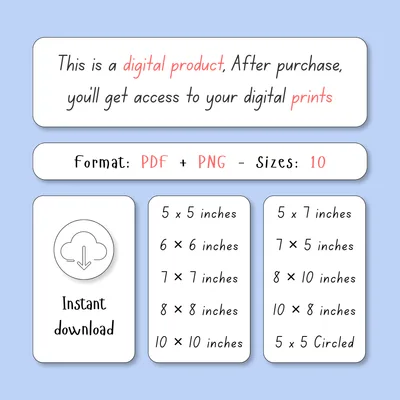 This is a digital product. After purchase,
you'll get access to your digital prints
Format: PDF + PNG - Sizes: 10
Instant
download
5 x 5 inches
6 × 6 inches
7 × 7 inches
8 × 8 inches
10 × 10 inches
5 x 7 inches
7 × 5 inches
8 × 10 inches
10 × 8 inches
5 x 5 Circled